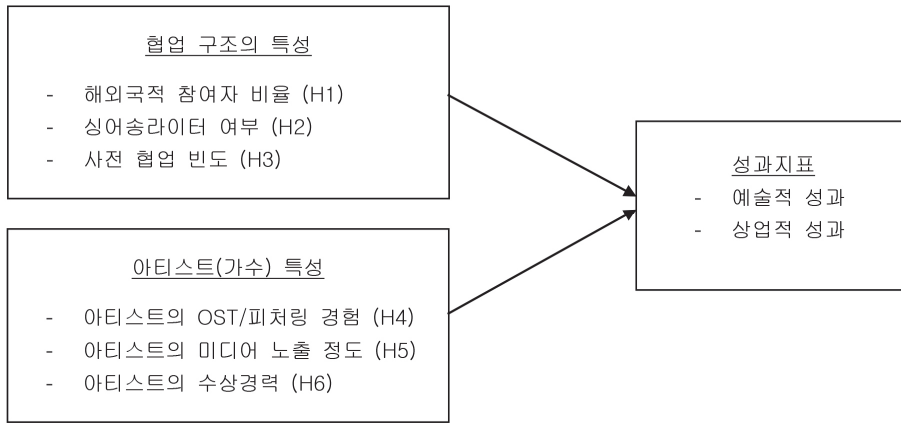 협업 구조의 특성
- 해외국적 참여자 비율 (H1)
- 싱어송라이터 여부 (H2)
- 사전 협업 빈도 (H3)
아티스트(가수) 특성
- 아티스트의 OST/피처링 경험 (H4)
- 아티스트의 미디어 노출 정도 (H5)
- 아티스트의 수상경력 (H6)
성과지표
- 예술적 성과
- 상업적 성과